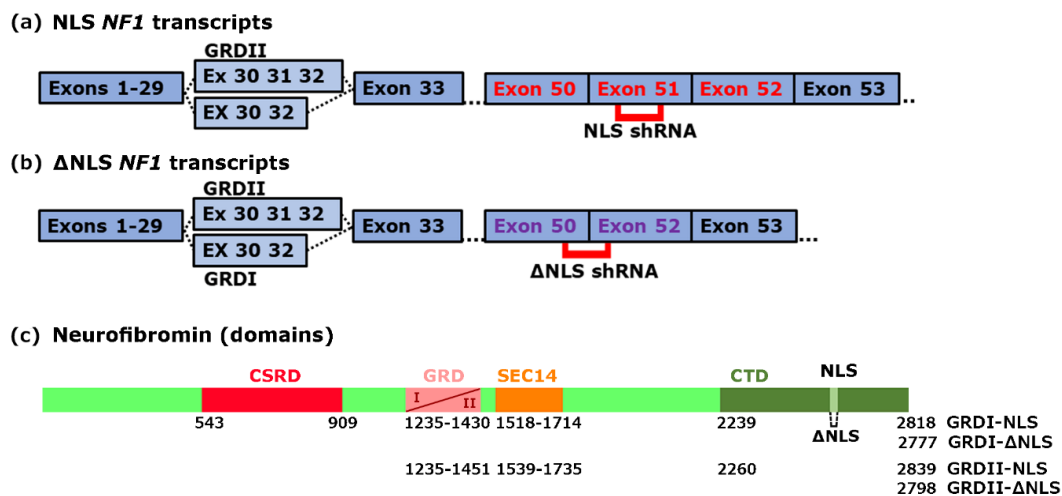 (a) NLS NF1 transcripts
GRDII
Exons 1-29
Ex 30 31 32
EX 30 32
Exon 33
...
Exon 50
Exon 51
Exon 52
Exon 53
..
NLS shRNA
(b) ΔNLS NF1 transcripts
GRDII
Exons 1-29
Ex 30 31 32
EX 30 32
GRDI
Exon 33
...
Exon 50
Exon 52
Exon 53
...
ΔNLS shRNA
(c) Neurofibromin (domains)
CSRD GRD SEC14 CTD NLS
I
II
543 909 1235-1430 1518-1714 2239 ΔNLS 2818 GRDI-NLS
2777 GRDI-ΔNLS
1235-1451 1539-1735 2260 2839 GRDII-NLS
2798 GRDII-ΔNLS